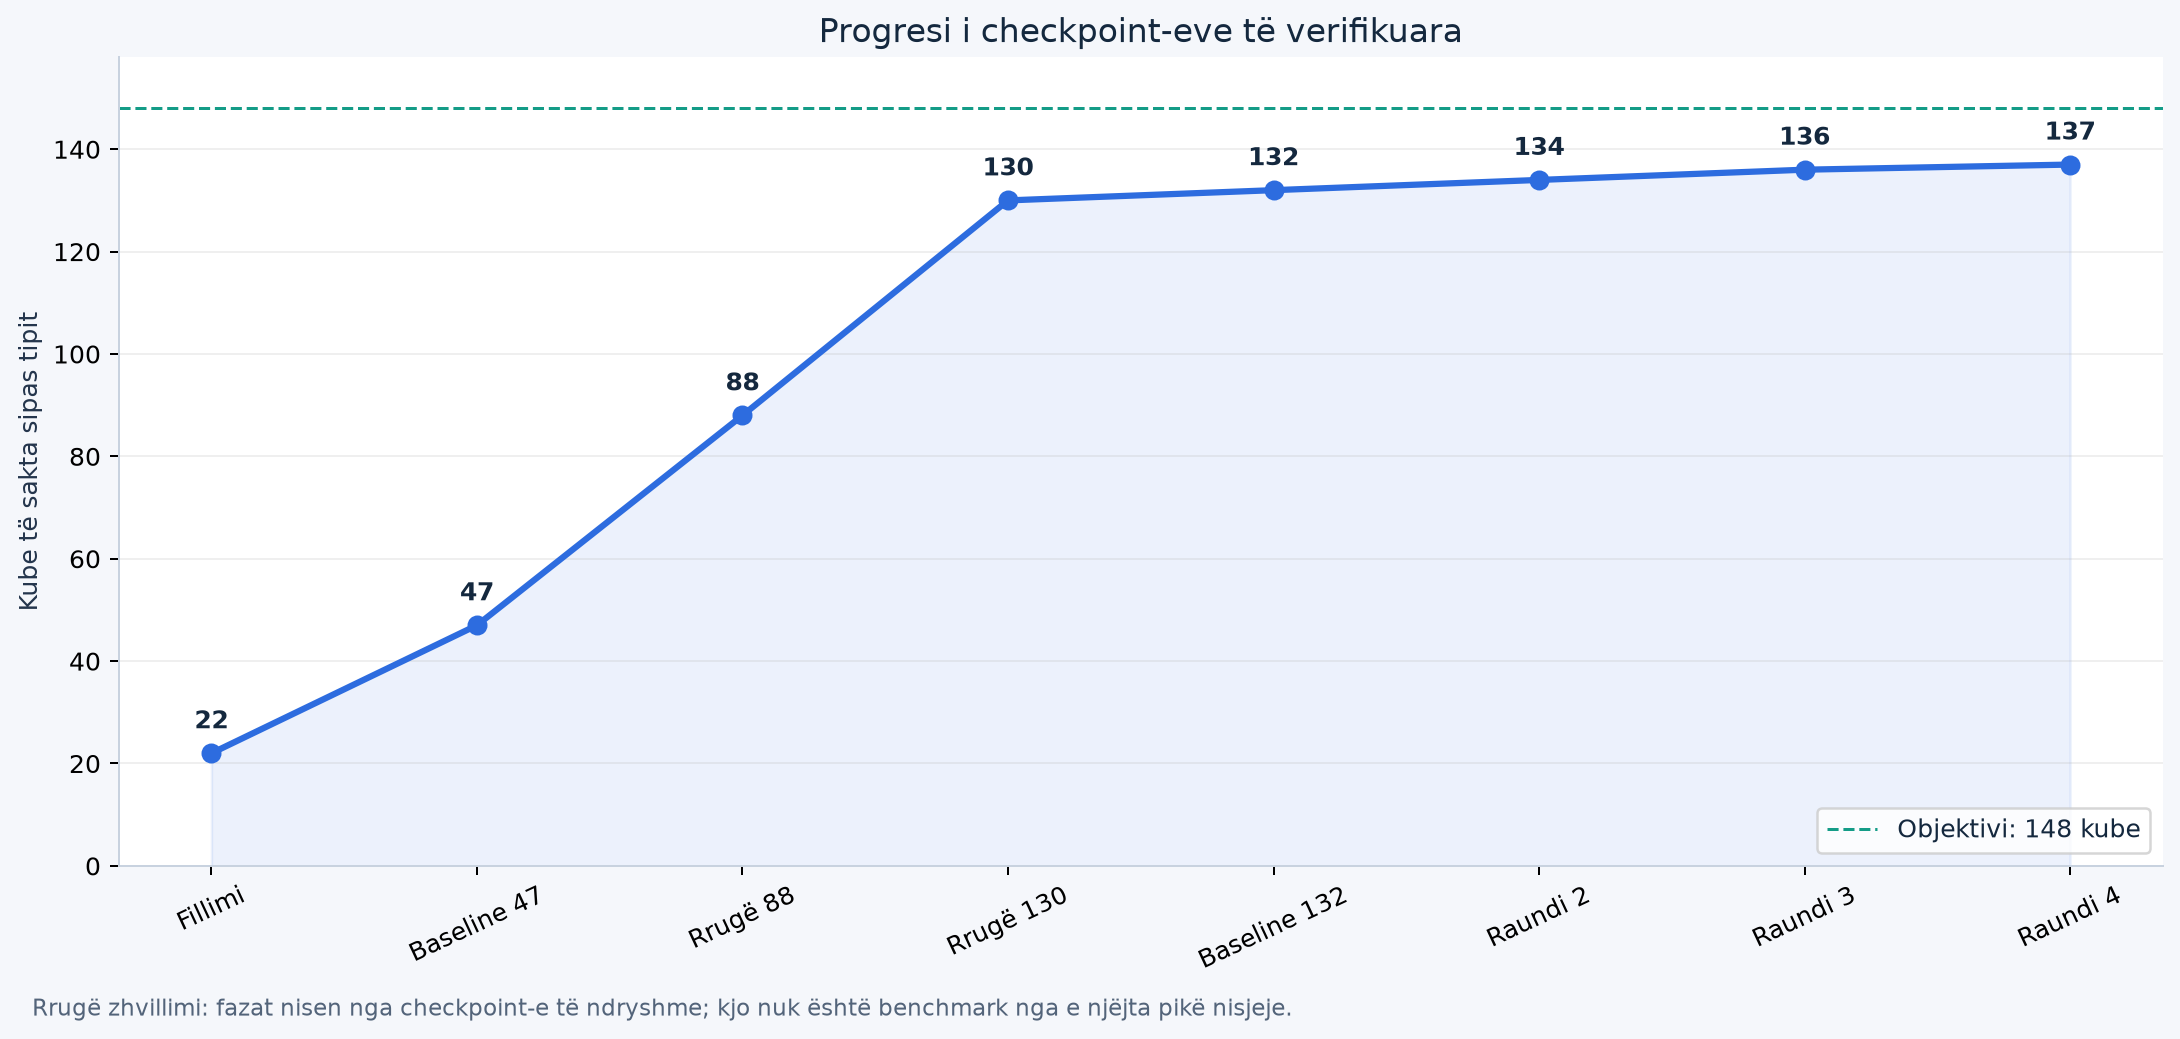 Progresi i checkpoint-eve të verifikuara
Kube të sakta sipas tipit
140
120
100
80
60
40
20
0
22
47
88
130
132
134
136
137
Objektivi: 148 kube
Fillimi
Baseline 47
Rrugë 88
Rrugë 130
Baseline 132
Raundi 2
Raundi 3
Raundi 4
Rrugë zhvillimi: fazat nisen nga checkpoint-e të ndryshme; kjo nuk është benchmark nga e njëjta pikë nisjeje.